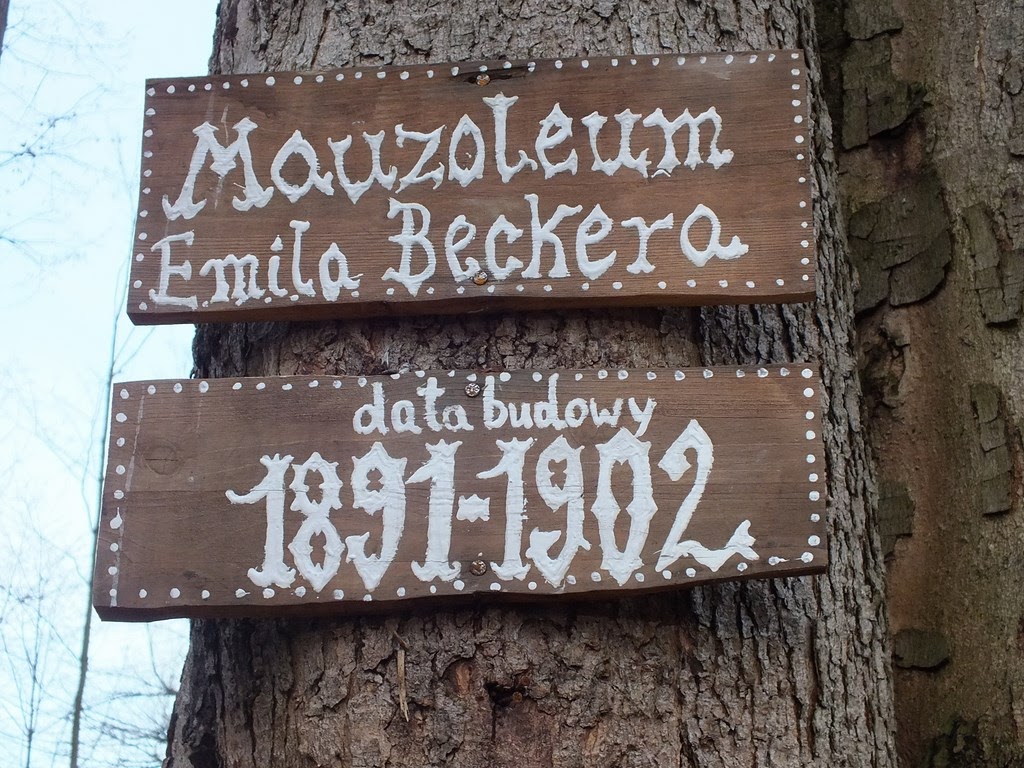 Mauzoleum
Emila Beckera
data budowy
1891-1902